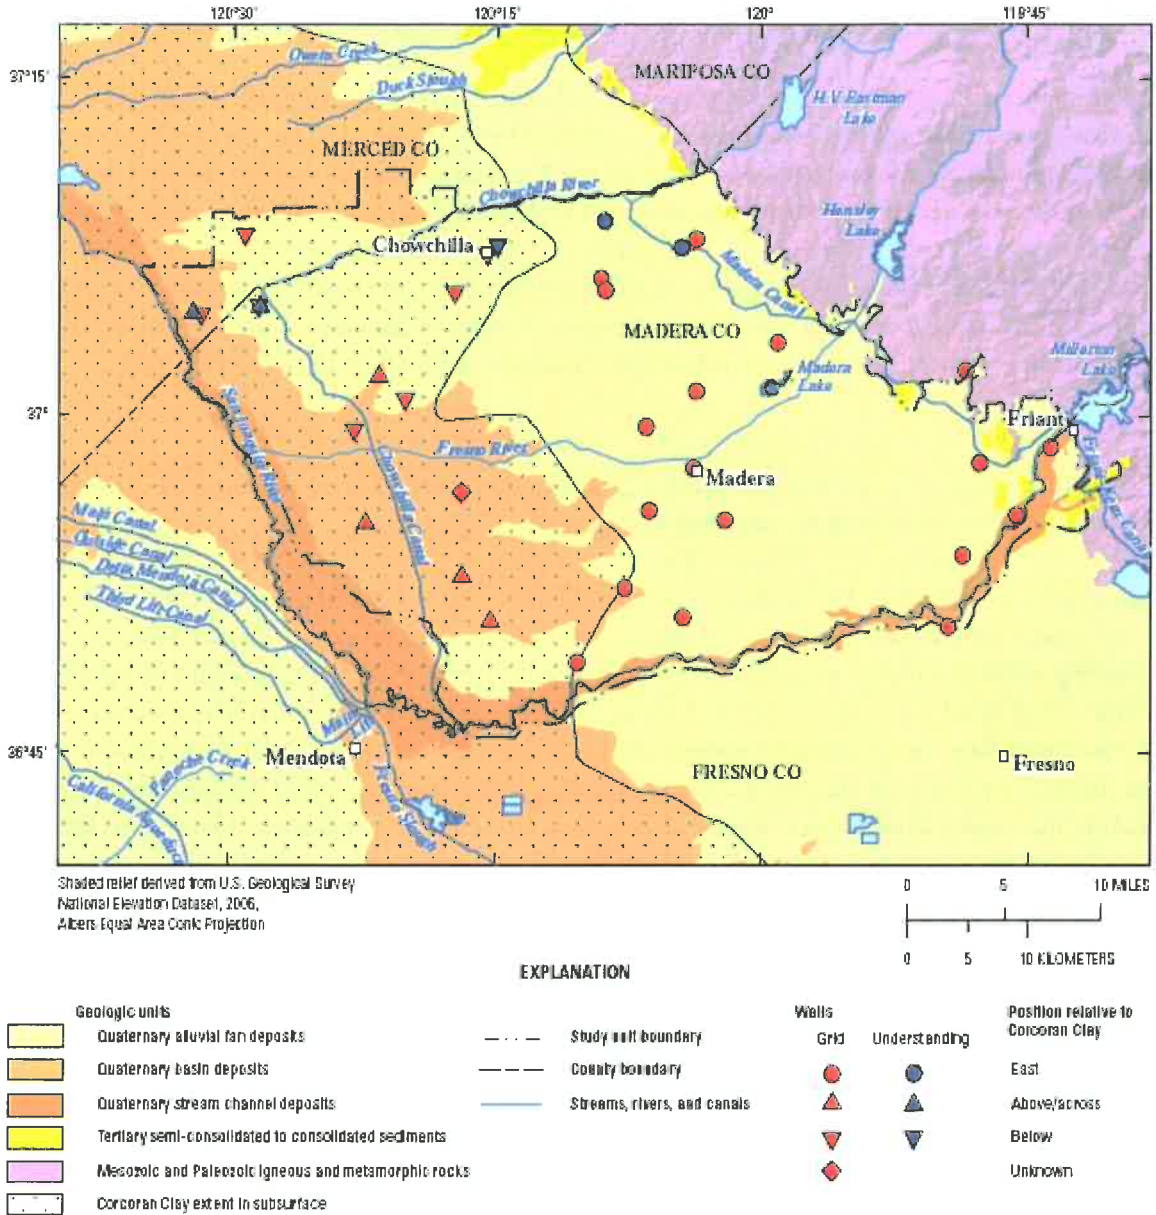 120°30'
120°15'
120°
119°45'
37°15'
37°
36°45'
Owens Creek
Duck Slough
MARIPOSA CO
H.V. Eastman
Lake
MERCED CO
Chowchilla River
Hensley
Lake
Chowchilla
Madera Canal
MADERA CO
Millerton
Lake
Madera
Lake
San Joaquin River
Fresno River
Chowchilla Canal
Friant
Friant Kern Canal
Madera
Main Canal
Outside Canal
Delta Mendota Canal
Third Lift Canal
Main
Lift
Mendota
Panoche Creek
California Aqueduct
Fresno Slough
FRESNO CO
Fresno
Shaded relief derived from U.S. Geological Survey
National Elevation Dataset, 2006,
Albers Equal Area Conic Projection
0 5 10 MILES
0 5 10 KILOMETERS
EXPLANATION
Geologic units
Quaternary alluvial fan deposits
Quaternary basin deposits
Quaternary stream channel deposits
Tertiary semi-consolidated to consolidated sediments
Mesozoic and Paleozoic igneous and metamorphic rocks
Corcoran Clay extent in subsurface
Study unit boundary
County boundary
Streams, rivers, and canals
Wells
Grid Understanding
Position relative to
Corcoran Clay
East
Above/across
Below
Unknown